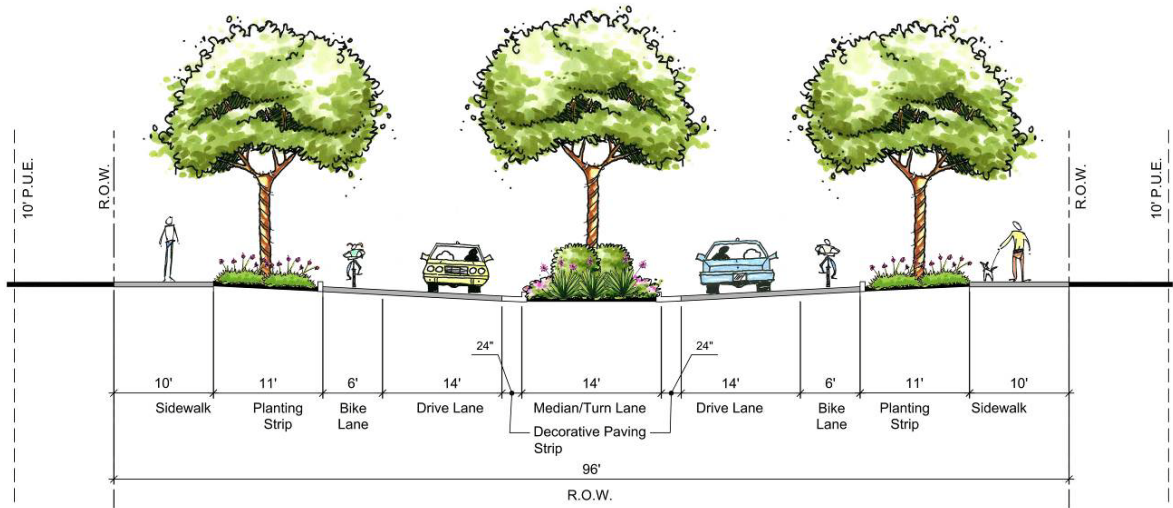 10' P.U.E.
R.O.W.
R.O.W.
10' P.U.E.
24"
24"
10'
11'
6'
14'
14'
14'
6'
11'
10'
Sidewalk
Planting
Strip
Bike
Lane
Drive Lane
Median/Turn Lane
Drive Lane
Bike
Lane
Planting
Strip
Sidewalk
Decorative Paving
Strip
96'
R.O.W.